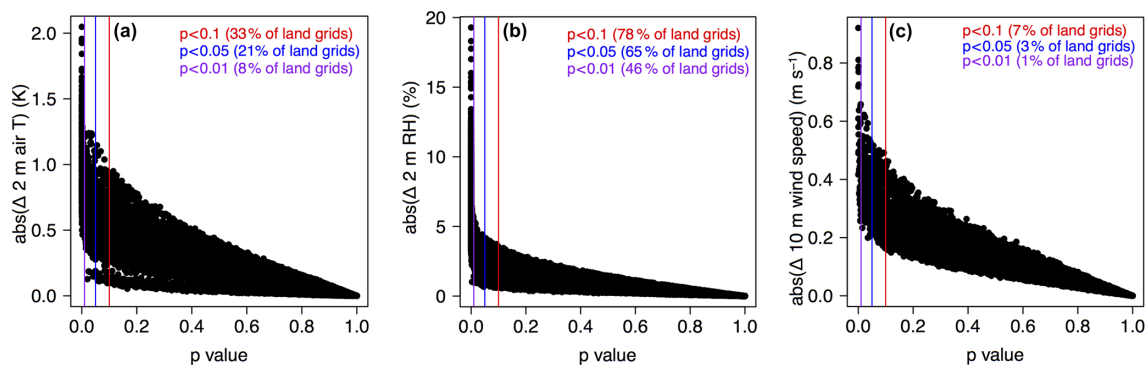 (a)
p<0.1 (33% of land grids)
p<0.05 (21% of land grids)
p<0.01 (8% of land grids)
abs(Δ 2 m air T) (K)
2.0
1.5
1.0
0.5
0.0
0.0 0.2 0.4 0.6 0.8 1.0
p value
(b)
p<0.1 (78% of land grids)
p<0.05 (65% of land grids)
p<0.01 (46% of land grids)
abs(Δ 2 m RH) (%)
20
15
10
5
0
0.0 0.2 0.4 0.6 0.8 1.0
p value
(c)
p<0.1 (7% of land grids)
p<0.05 (3% of land grids)
p<0.01 (1% of land grids)
abs(Δ 10 m wind speed) (m s⁻¹)
0.8
0.6
0.4
0.2
0.0
0.0 0.2 0.4 0.6 0.8 1.0
p value